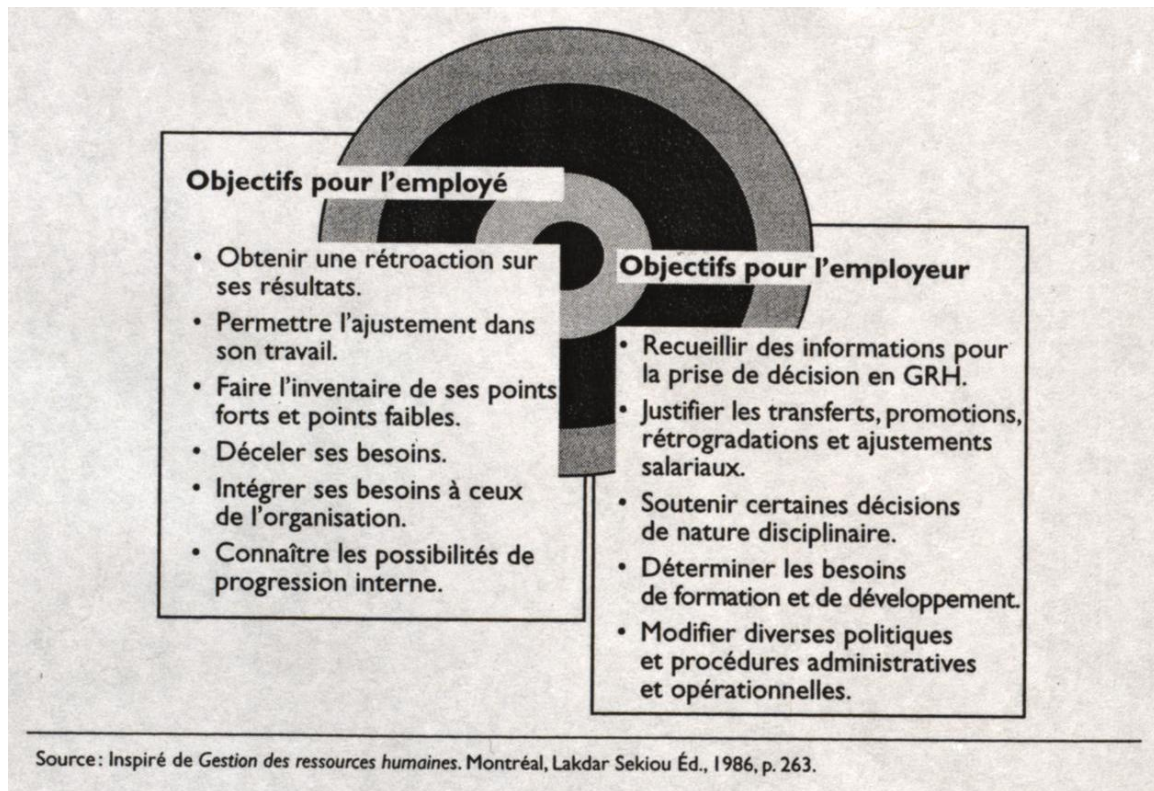 Objectifs pour l'employé
• Obtenir une rétroaction sur
ses résultats.
• Permettre l'ajustement dans
son travail.
• Faire l'inventaire de ses points
forts et points faibles.
• Déceler ses besoins.
• Intégrer ses besoins à ceux
de l'organisation.
• Connaître les possibilités de
progression interne.
Objectifs pour l'employeur
• Recueillir des informations pour
la prise de décision en GRH.
• Justifier les transferts, promotions,
rétrogradations et ajustements
salariaux.
• Soutenir certaines décisions
de nature disciplinaire.
• Déterminer les besoins
de formation et de développement.
• Modifier diverses politiques
et procédures administratives
et opérationnelles.
Source: Inspiré de Gestion des ressources humaines. Montréal, Lakdar Sekiou Éd., 1986, p. 263.